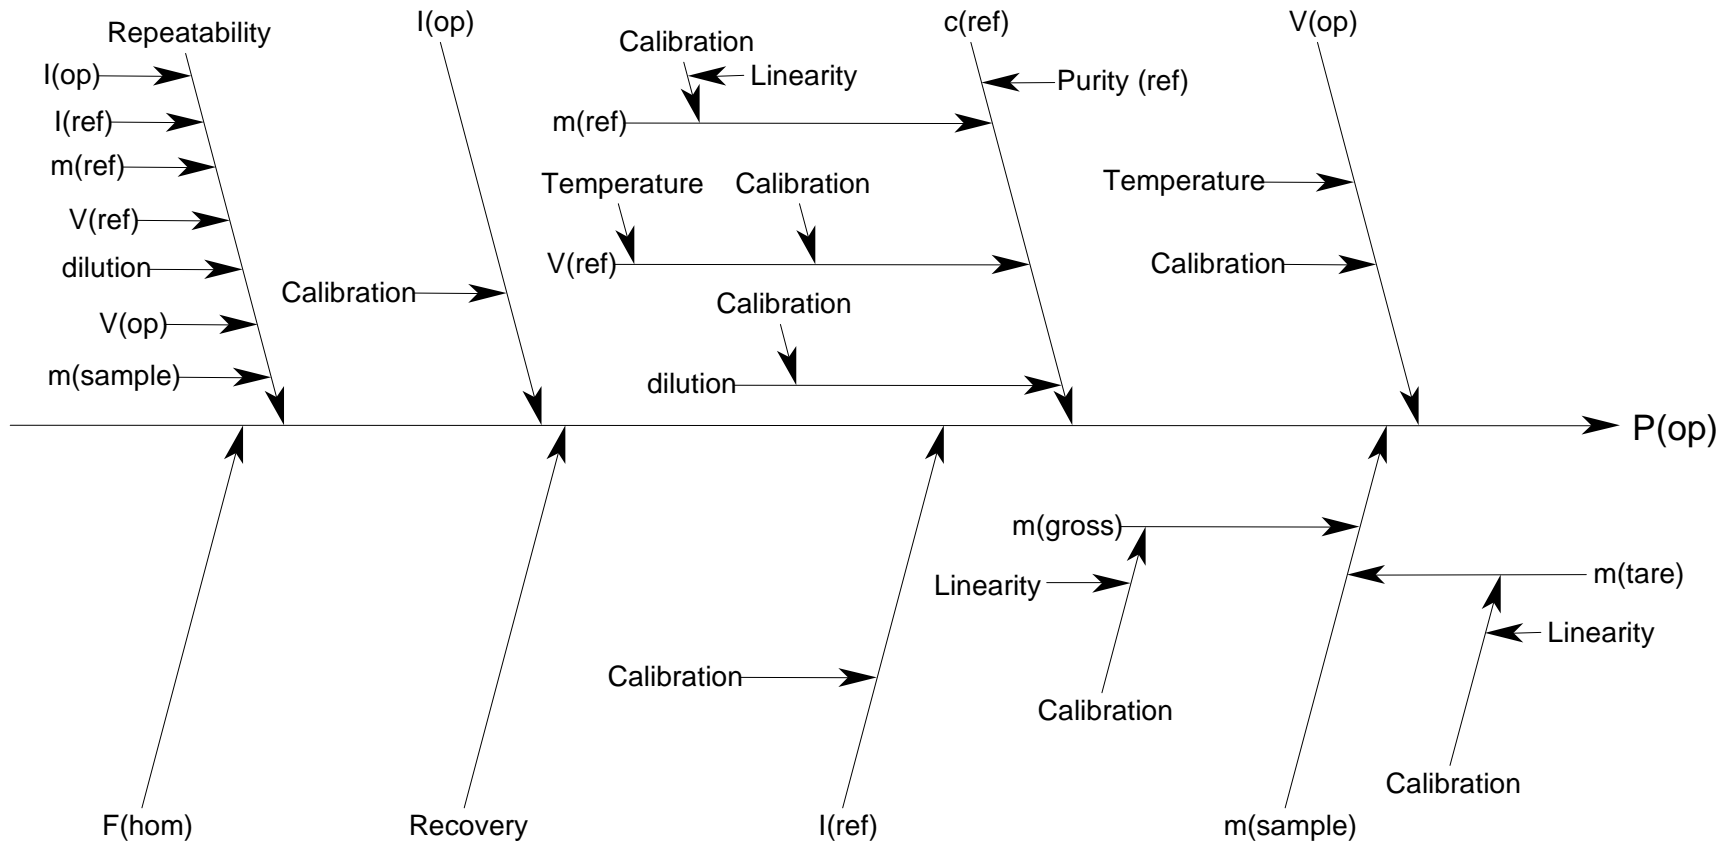 Repeatability
I(op)
I(ref)
m(ref)
V(ref)
dilution
V(op)
m(sample)
I(op)
Calibration
Calibration
Linearity
m(ref)
Temperature
Calibration
V(ref)
Calibration
dilution
c(ref)
Purity (ref)
V(op)
Temperature
Calibration
P(op)
F(hom)
Recovery
Calibration
I(ref)
m(gross)
Linearity
Calibration
m(tare)
Linearity
Calibration
m(sample)